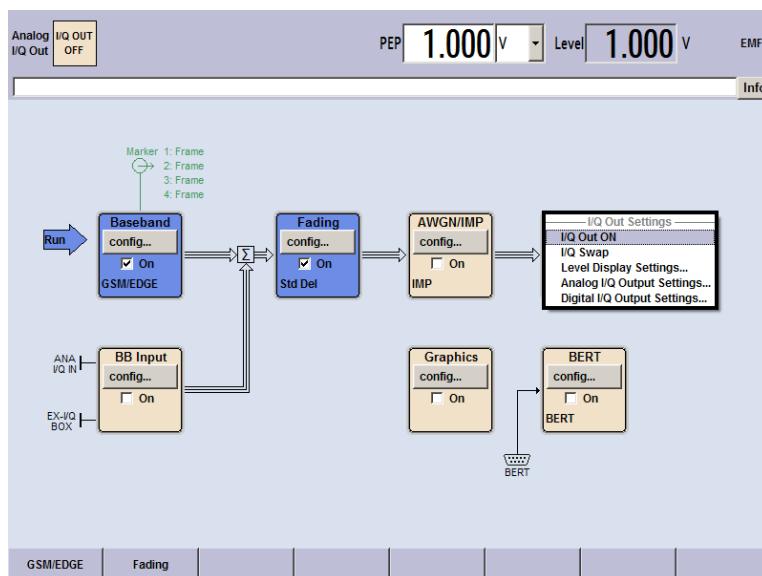 Analog I/Q Out
I/Q OUT OFF
PEP 1.000 V Level 1.000 V EMF
Info
Marker 1: Frame
2: Frame
3: Frame
4: Frame
Run
Baseband
config...
On
GSM/EDGE
Σ
Fading
config...
On
Std Del
AWGN/IMP
config...
On
IMP
I/Q Out Settings
I/Q Out ON
I/Q Swap
Level Display Settings...
Analog I/Q Output Settings...
Digital I/Q Output Settings...
ANA
I/Q IN
EX-I/Q
BOX
BB Input
config...
On
Graphics
config...
On
BERT
config...
On
BERT
BERT
GSM/EDGE Fading